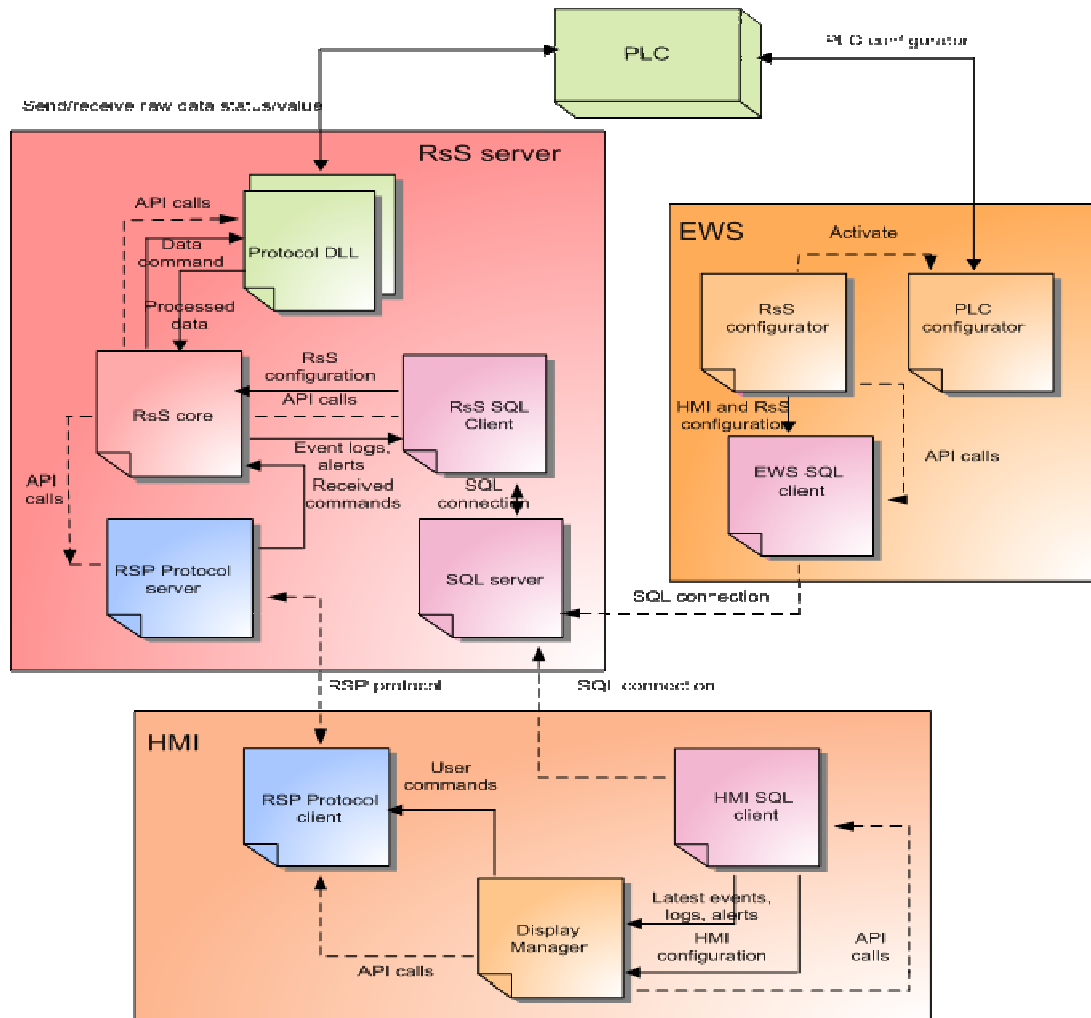 PLC configurator
PLC
Send/receive raw data status/value
RsS server
API calls
Protocol DLL
Data
command
Processed
data
RsS core
RsS
configuration
API calls
RsS SQL
Client
Event logs,
alerts
Received
commands
API
calls
SQL
connection
RSP Protocol
server
SQL server
EWS
Activate
RsS
configurator
PLC
configurator
HMI and RsS
configuration
EWS SQL
client
API calls
SQL connection
RSP protocol
SQL connection
HMI
RSP Protocol
client
User
commands
HMI SQL
client
Latest events,
logs, alerts
Display
Manager
HMI
configuration
API calls
API
calls